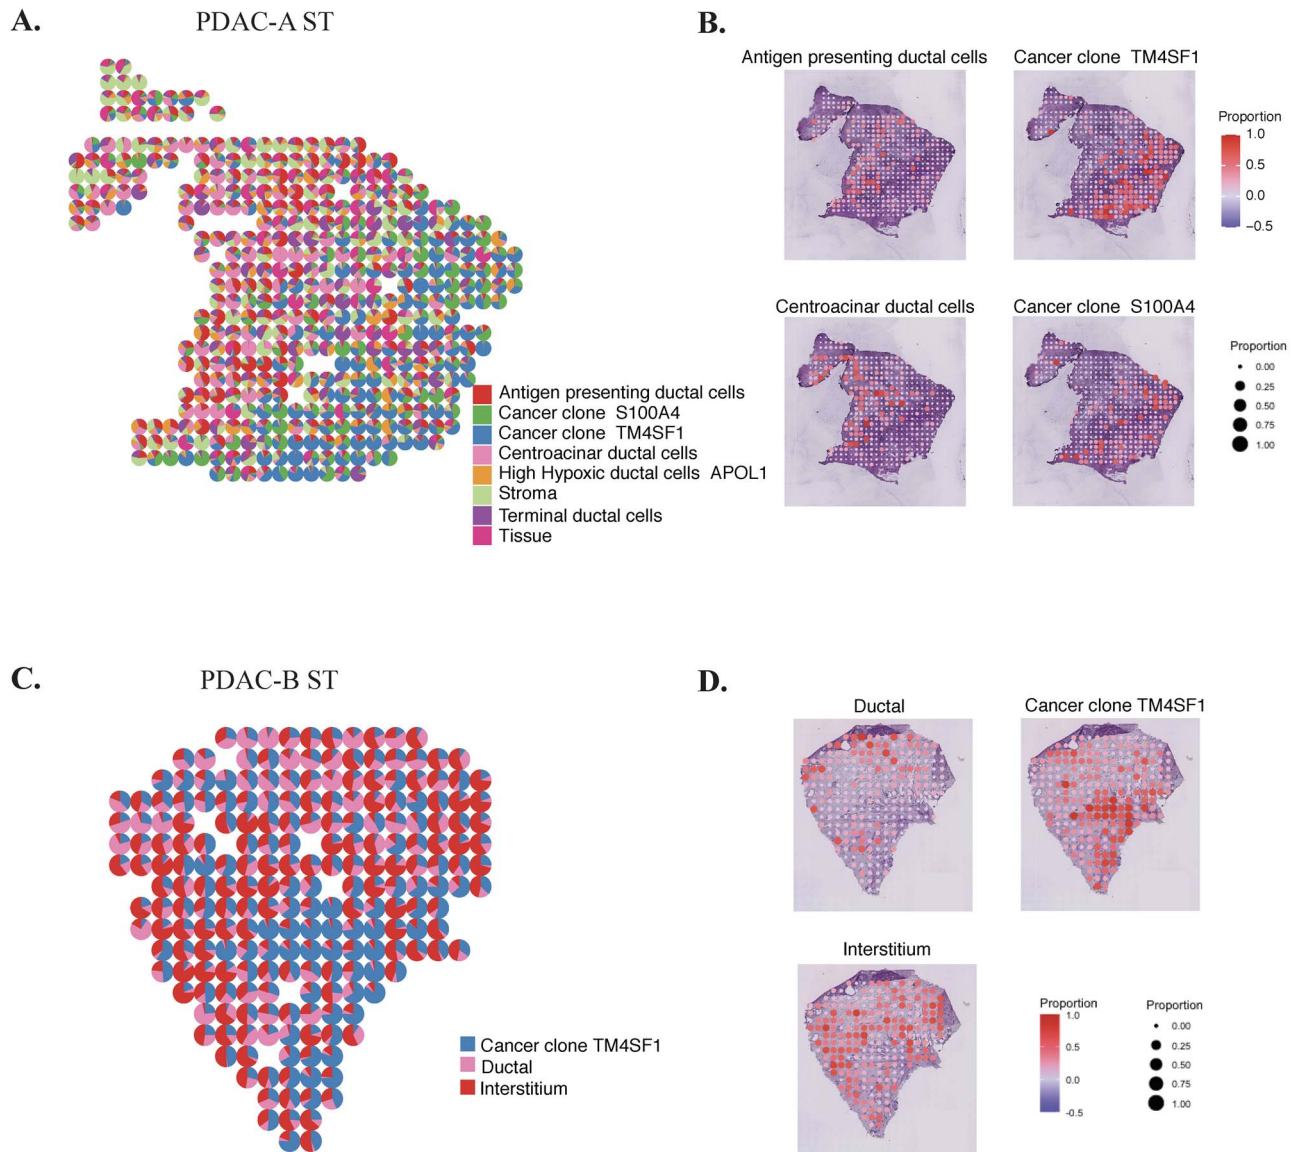 A.
PDAC-A ST
Antigen presenting ductal cells
Cancer clone S100A4
Cancer clone TM4SF1
Centroacinar ductal cells
High Hypoxic ductal cells APOL1
Stroma
Terminal ductal cells
Tissue
B.
Antigen presenting ductal cells
Cancer clone TM4SF1
Proportion
1.0
0.5
0.0
−0.5
Centroacinar ductal cells
Cancer clone S100A4
Proportion
0.00
0.25
0.50
0.75
1.00
C.
PDAC-B ST
Cancer clone TM4SF1
Ductal
Interstitium
D.
Ductal
Cancer clone TM4SF1
Interstitium
Proportion
1.0
0.5
0.0
-0.5
Proportion
0.00
0.25
0.50
0.75
1.00